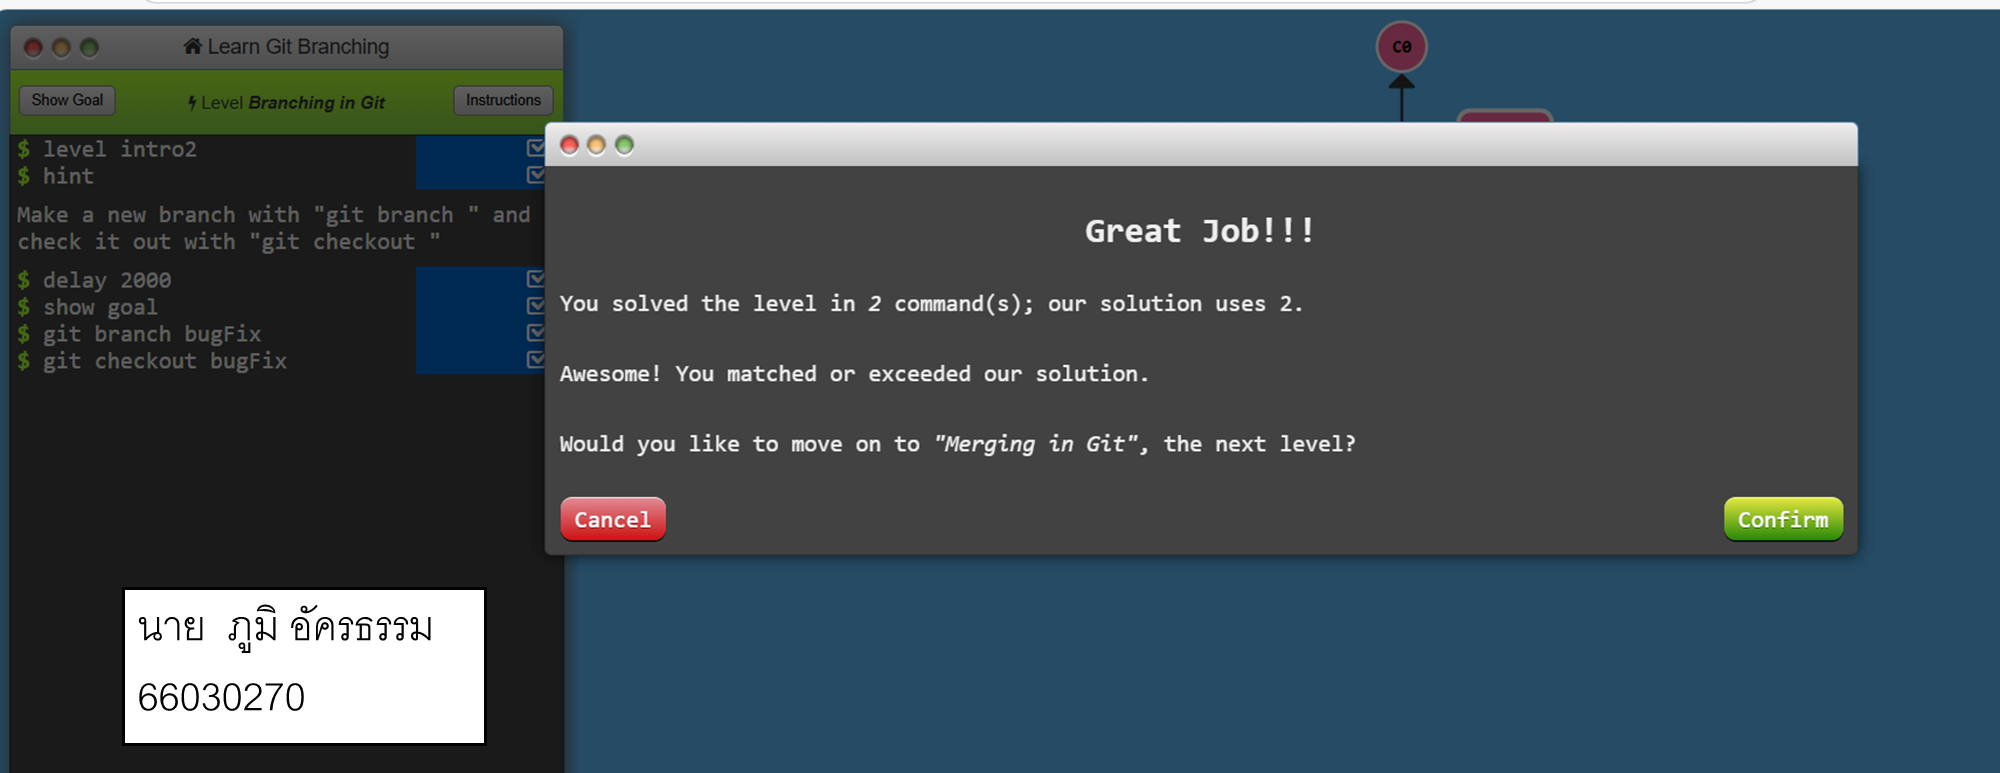 Learn Git Branching
Show Goal
Level Branching in Git
Instructions
$ level intro2
$ hint
Make a new branch with "git branch " and
check it out with "git checkout "
$ delay 2000
$ show goal
$ git branch bugFix
$ git checkout bugFix
C0
Great Job!!!
You solved the level in 2 command(s); our solution uses 2.
Awesome! You matched or exceeded our solution.
Would you like to move on to "Merging in Git", the next level?
Cancel
Confirm
นาย ภูมิ อัครธรรม
66030270